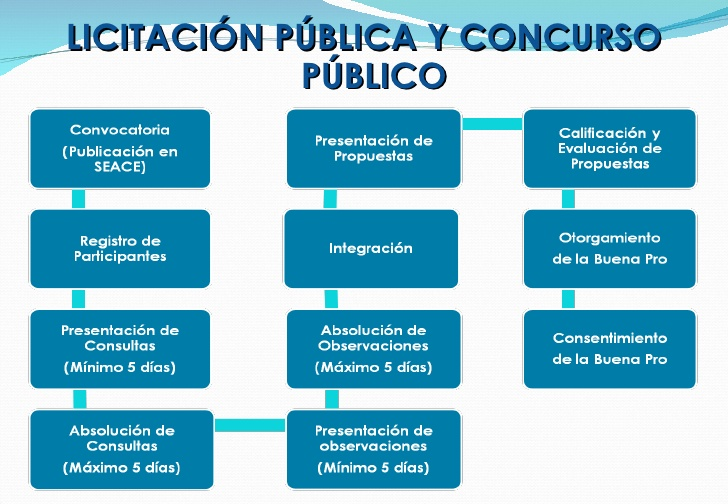 LICITACIÓN PÚBLICA Y CONCURSO
PÚBLICO
Convocatoria
(Publicación en
SEACE)
Registro de
Participantes
Presentación de
Consultas
(Mínimo 5 días)
Absolución de
Consultas
(Máximo 5 días)
Presentación de
observaciones
(Mínimo 5 días)
Absolución de
Observaciones
(Máximo 5 días)
Integración
Presentación de
Propuestas
Calificación y
Evaluación de
Propuestas
Otorgamiento
de la Buena Pro
Consentimiento
de la Buena Pro